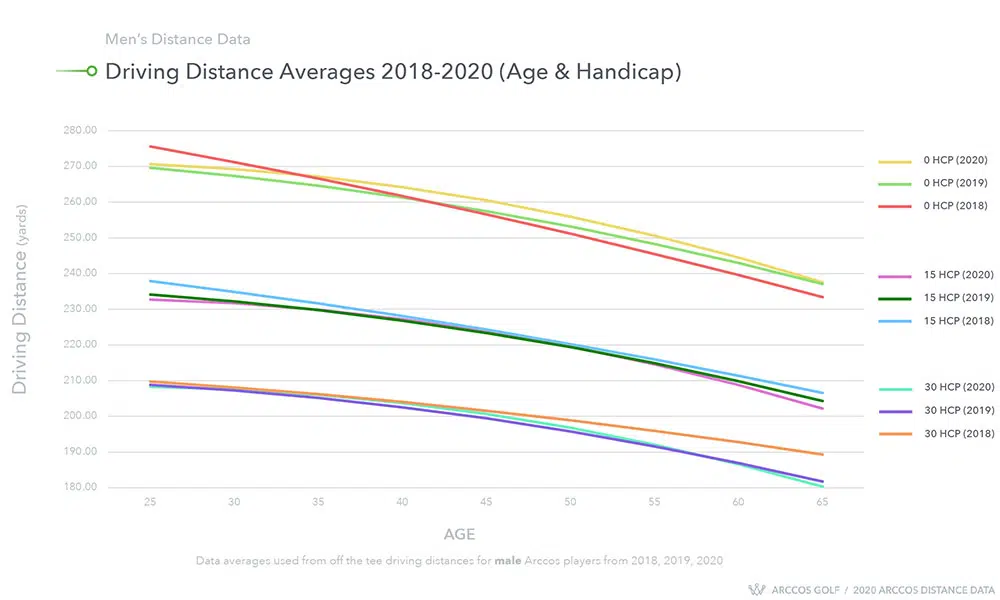 Men's Distance Data
Driving Distance Averages 2018-2020 (Age & Handicap)
Driving Distance (yards)
280.00
270.00
260.00
250.00
240.00
230.00
220.00
210.00
200.00
190.00
180.00
25 30 35 40 45 50 55 60 65
AGE
0 HCP (2020)
0 HCP (2019)
0 HCP (2018)
15 HCP (2020)
15 HCP (2019)
15 HCP (2018)
30 HCP (2020)
30 HCP (2019)
30 HCP (2018)
Data averages used from off the tee driving distances for male Arccos players from 2018, 2019, 2020
ARCCOS GOLF / 2020 ARCCOS DISTANCE DATA